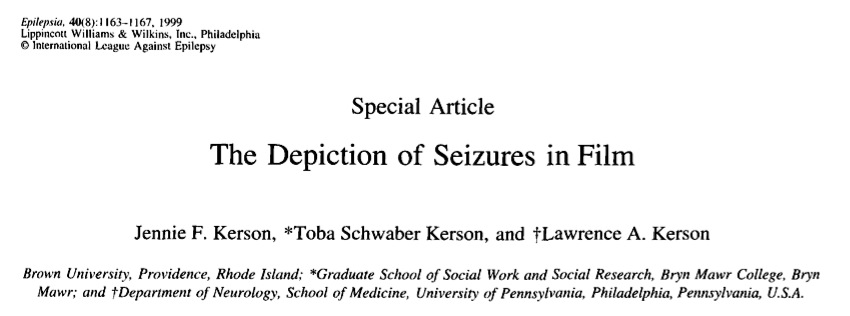 Epilepsia, 40(8):1163–1167, 1999
Lippincott Williams & Wilkins, Inc., Philadelphia
© International League Against Epilepsy
Special Article
The Depiction of Seizures in Film
Jennie F. Kerson, *Toba Schwaber Kerson, and †Lawrence A. Kerson
Brown University, Providence, Rhode Island; *Graduate School of Social Work and Social Research, Bryn Mawr College, Bryn
Mawr; and †Department of Neurology, School of Medicine, University of Pennsylvania, Philadelphia, Pennsylvania, U.S.A.